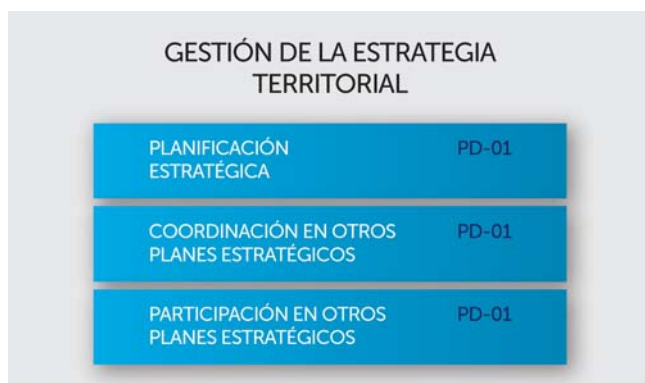 GESTIÓN DE LA ESTRATEGIA
TERRITORIAL
PLANIFICACIÓN PD-01
ESTRATÉGICA
COORDINACIÓN EN OTROS PD-01
PLANES ESTRATÉGICOS
PARTICIPACIÓN EN OTROS PD-01
PLANES ESTRATÉGICOS